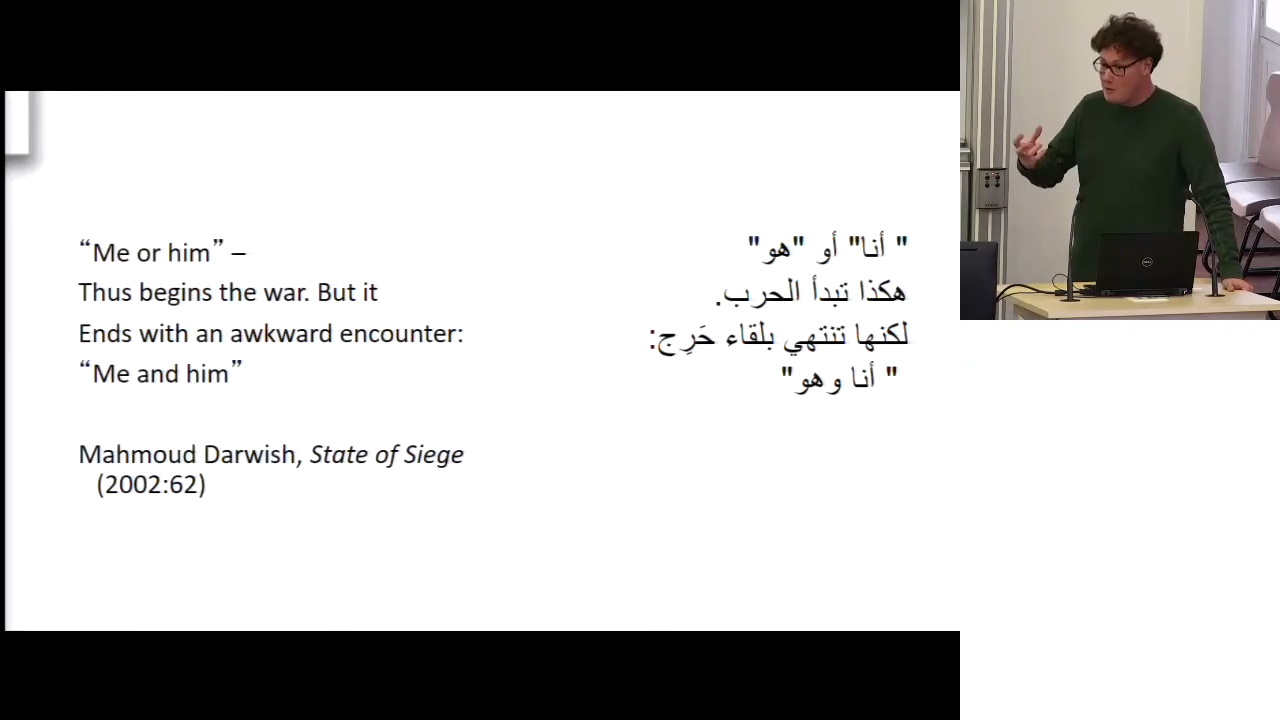 “Me or him” –
Thus begins the war. But it
Ends with an awkward encounter:
“Me and him”
Mahmoud Darwish, State of Siege
(2002:62)
" أنا" أو "هو"
هكذا تبدأ الحرب.
لكنها تنتهي بلقاء حَرِج:
" أنا وهو"
DELL